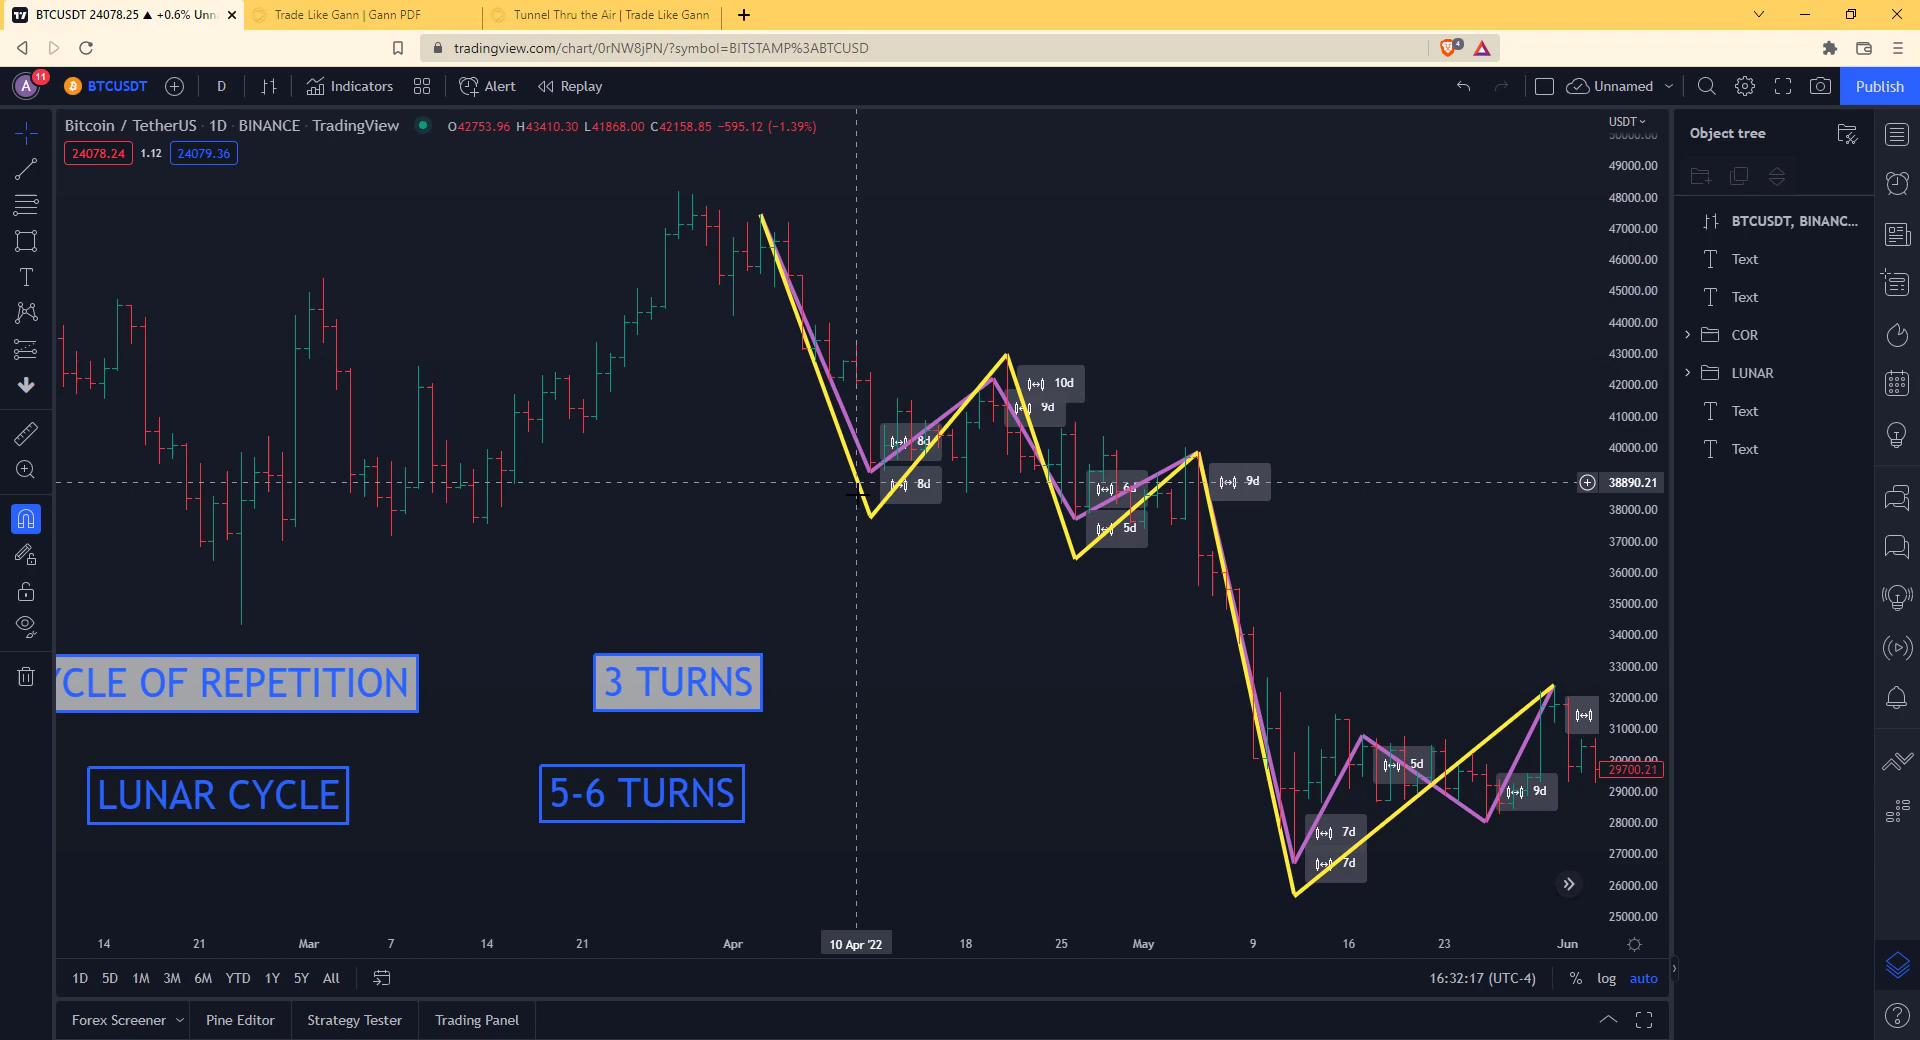 BTCUSDT 24078.25 ▲ +0.6% Unn
Trade Like Gann | Gann PDF
Tunnel Thru the Air | Trade Like Gann
tradingview.com/chart/0rNW8jPN/?symbol=BITSTAMP%3ABTCUSD
4
A
11
BTCUSDT
D
Indicators
Alert
Replay
Unnamed
Publish
Bitcoin / TetherUS · 1D · BINANCE · TradingView
O42753.96 H43410.30 L41868.00 C42158.85 −595.12 (−1.39%)
24078.24
1.12
24079.36
USDT
50000.00
49000.00
48000.00
47000.00
46000.00
45000.00
44000.00
43000.00
42000.00
41000.00
40000.00
38890.21
38000.00
37000.00
36000.00
35000.00
34000.00
33000.00
32000.00
31000.00
30000.00
29700.21
29000.00
28000.00
27000.00
26000.00
25000.00
10d
9d
8d
8d
6d
5d
9d
5d
9d
7d
7d
YCLE OF REPETITION
3 TURNS
LUNAR CYCLE
5-6 TURNS
14 21 Mar 7 14 21 Apr 10 Apr '22 18 25 May 9 16 23 Jun
1D 5D 1M 3M 6M YTD 1Y 5Y All
16:32:17 (UTC-4)
% log auto
Forex Screener
Pine Editor
Strategy Tester
Trading Panel
Object tree
BTCUSDT, BINANC...
Text
Text
COR
LUNAR
Text
Text